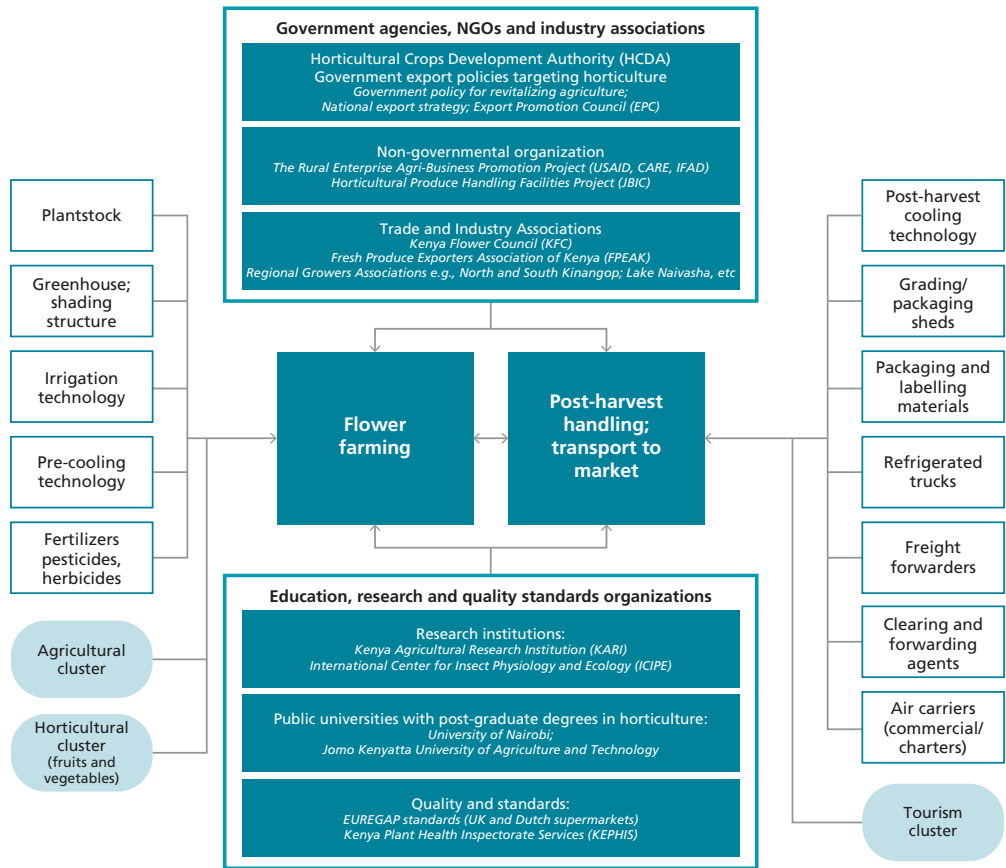 Government agencies, NGOs and industry associations
Horticultural Crops Development Authority (HCDA)
Government export policies targeting horticulture
Government policy for revitalizing agriculture;
National export strategy; Export Promotion Council (EPC)
Non-governmental organization
The Rural Enterprise Agri-Business Promotion Project (USAID, CARE, IFAD)
Horticultural Produce Handling Facilities Project (JBIC)
Trade and Industry Associations
Kenya Flower Council (KFC)
Fresh Produce Exporters Association of Kenya (FPEAK)
Regional Growers Associations e.g., North and South Kinangop; Lake Naivasha, etc
Plantstock
Greenhouse;
shading
structure
Irrigation
technology
Pre-cooling
technology
Fertilizers
pesticides,
herbicides
Agricultural
cluster
Horticultural
cluster
(fruits and
vegetables)
Flower
farming
Post-harvest
handling;
transport to
market
Post-harvest
cooling
technology
Grading/
packaging
sheds
Packaging and
labelling
materials
Refrigerated
trucks
Freight
forwarders
Clearing and
forwarding
agents
Air carriers
(commercial/
charters)
Tourism
cluster
Education, research and quality standards organizations
Research institutions:
Kenya Agricultural Research Institution (KARI)
International Center for Insect Physiology and Ecology (ICIPE)
Public universities with post-graduate degrees in horticulture:
University of Nairobi;
Jomo Kenyatta University of Agriculture and Technology
Quality and standards:
EUREGAP standards (UK and Dutch supermarkets)
Kenya Plant Health Inspectorate Services (KEPHIS)